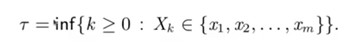 τ = inf{k ≥ 0 : X_k ∈ {x_1, x_2, . . . , x_m}}.